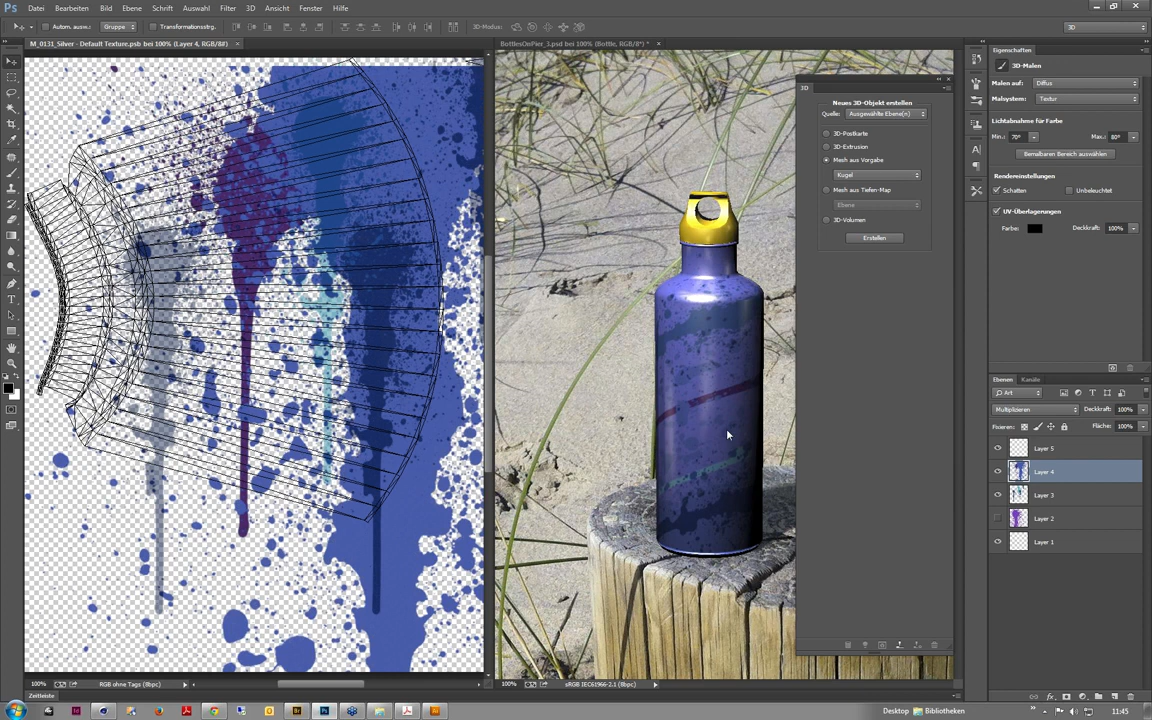 Ps Datei Bearbeiten Bild Ebene Schrift Auswahl Filter 3D Ansicht Fenster Hilfe
Autom. ausw.: Gruppe Transformationsstrg. 3D-Modus: 3D
M_0131_Silver - Default Texture.psb bei 100% (Layer 4, RGB/8#) ×
BottlesOnPier_3.psd bei 100% (Bottle, RGB/8*) * ×
3D
Neues 3D-Objekt erstellen
Quelle: Ausgewählte Ebene(n)
3D-Postkarte
3D-Extrusion
Mesh aus Vorgabe
Kugel
Mesh aus Tiefen-Map
Ebene
3D-Volumen
Erstellen
Eigenschaften
3D-Malen
Malen auf: Diffus
Malsystem: Textur
Lichtabnahme für Farbe
Min.: 70° Max.: 80°
Bemalbaren Bereich auswählen
Rendereinstellungen
Schatten Unbeleuchtet
UV-Überlagerungen
Farbe: Deckkraft: 100%
Ebenen Kanäle
Art
Multiplizieren Deckkraft: 100%
Fixieren: Fläche: 100%
Layer 5
Layer 4
Layer 3
Layer 2
Layer 1
100% RGB ohne Tags (8bpc)
100% sRGB IEC61966-2.1 (8bpc)
Zeitleiste
Desktop Bibliotheken 11:45